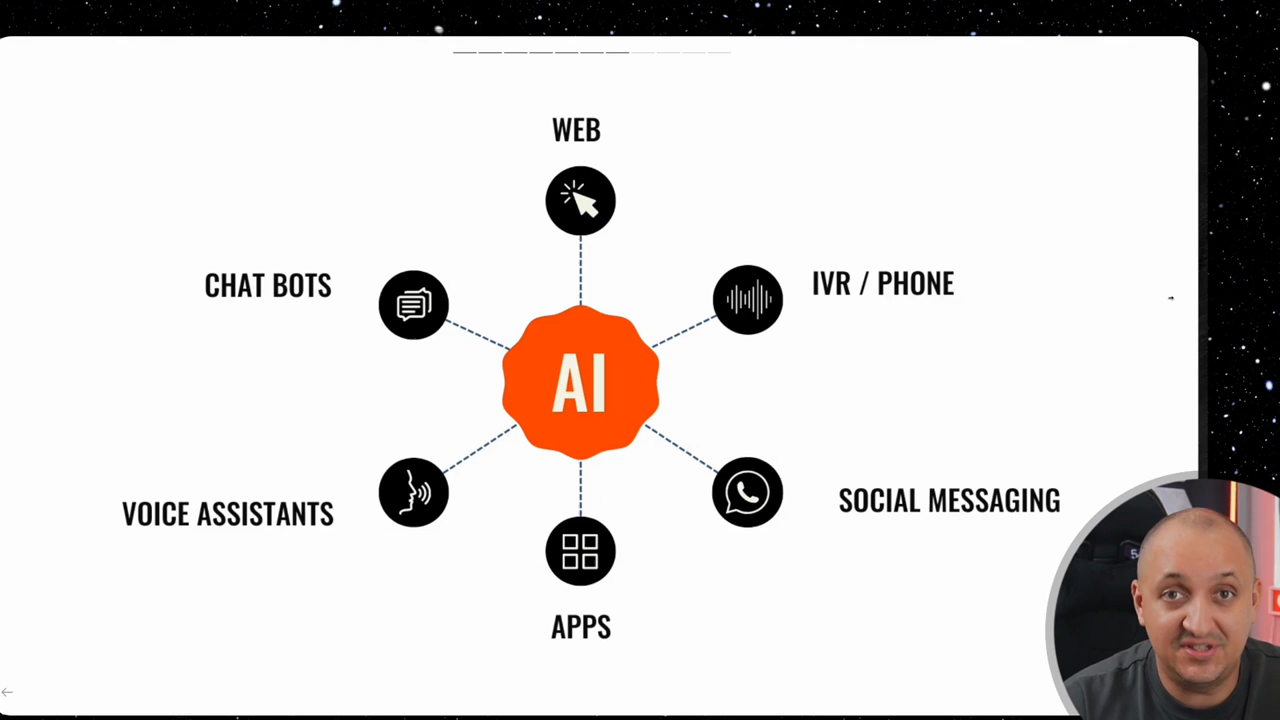 WEB
CHAT BOTS
IVR / PHONE
AI
VOICE ASSISTANTS
SOCIAL MESSAGING
APPS